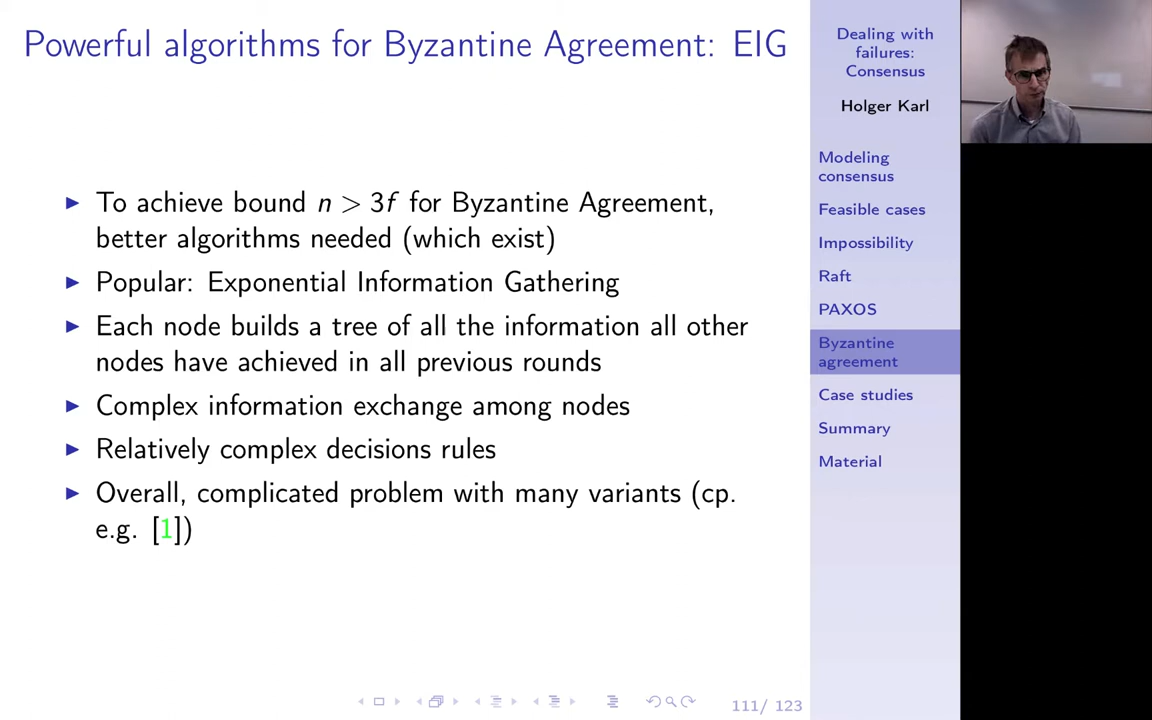 Powerful algorithms for Byzantine Agreement: EIG
► To achieve bound n > 3f for Byzantine Agreement,
better algorithms needed (which exist)
► Popular: Exponential Information Gathering
► Each node builds a tree of all the information all other
nodes have achieved in all previous rounds
► Complex information exchange among nodes
► Relatively complex decisions rules
► Overall, complicated problem with many variants (cp.
e.g. [1])
111/ 123
Dealing with
failures:
Consensus
Holger Karl
Modeling
consensus
Feasible cases
Impossibility
Raft
PAXOS
Byzantine
agreement
Case studies
Summary
Material